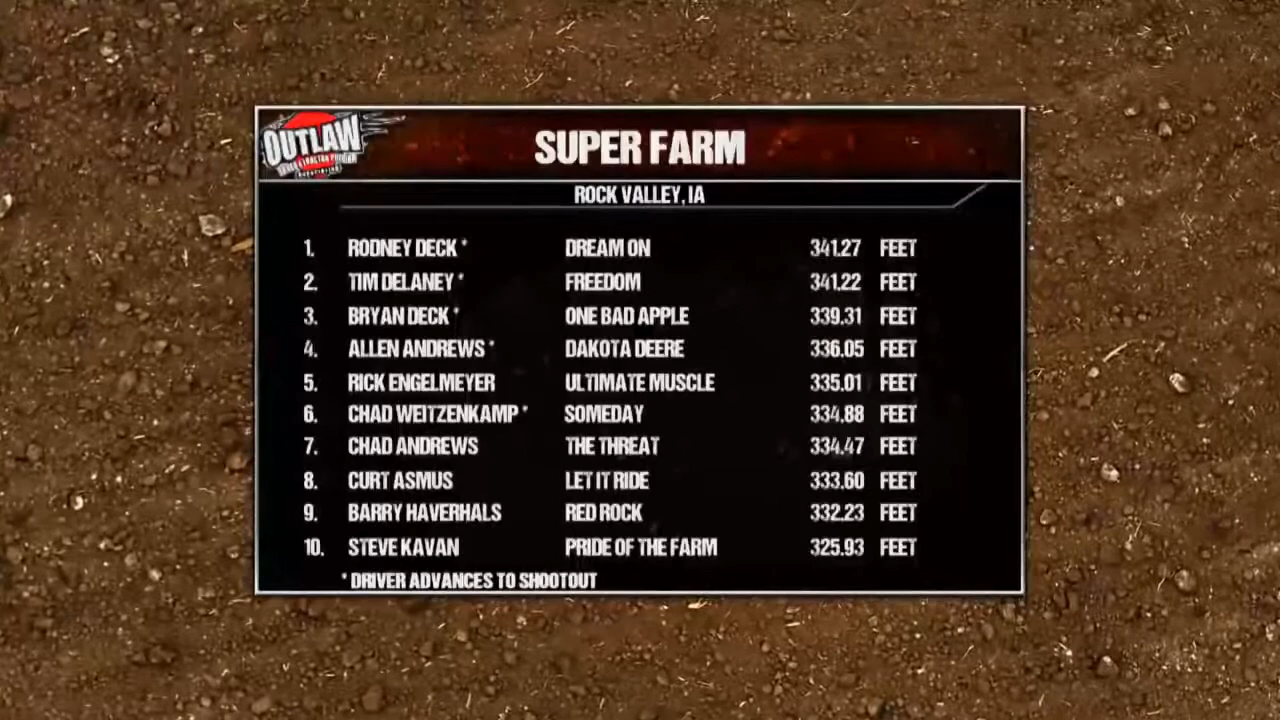 OUTLAW
SUPER FARM
ROCK VALLEY, IA
1. RODNEY DECK * DREAM ON 341.27 FEET
2. TIM DELANEY * FREEDOM 341.22 FEET
3. BRYAN DECK * ONE BAD APPLE 339.31 FEET
4. ALLEN ANDREWS * DAKOTA DEERE 336.05 FEET
5. RICK ENGELMEYER ULTIMATE MUSCLE 335.01 FEET
6. CHAD WEITZENKAMP * SOMEDAY 334.88 FEET
7. CHAD ANDREWS THE THREAT 334.47 FEET
8. CURT ASMUS LET IT RIDE 333.60 FEET
9. BARRY HAVERHALS RED ROCK 332.23 FEET
10. STEVE KAVAN PRIDE OF THE FARM 325.93 FEET
* DRIVER ADVANCES TO SHOOTOUT